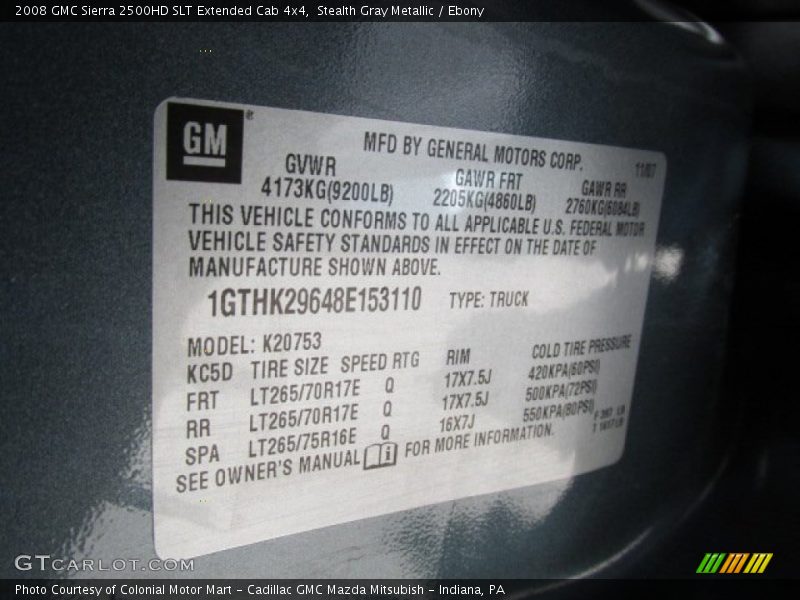 2008 GMC Sierra 2500HD SLT Extended Cab 4x4, Stealth Gray Metallic / Ebony
GM
MFD BY GENERAL MOTORS CORP.
11/07
GVWR GAWR FRT GAWR RR
4173KG(9200LB) 2205KG(4860LB) 2760KG(6084LB)
THIS VEHICLE CONFORMS TO ALL APPLICABLE U.S. FEDERAL MOTOR
VEHICLE SAFETY STANDARDS IN EFFECT ON THE DATE OF
MANUFACTURE SHOWN ABOVE.
1GTHK29648E153110 TYPE: TRUCK
MODEL: K20753
KC5D TIRE SIZE SPEED RTG RIM COLD TIRE PRESSURE
FRT LT265/70R17E Q 17X7.5J 420KPA(60PSI)
RR LT265/70R17E Q 17X7.5J 500KPA(72PSI)
SPA LT265/75R16E Q 16X7J 550KPA(80PSI)
SEE OWNER'S MANUAL FOR MORE INFORMATION.
GTCARLOT.COM
Photo Courtesy of Colonial Motor Mart - Cadillac GMC Mazda Mitsubish - Indiana, PA